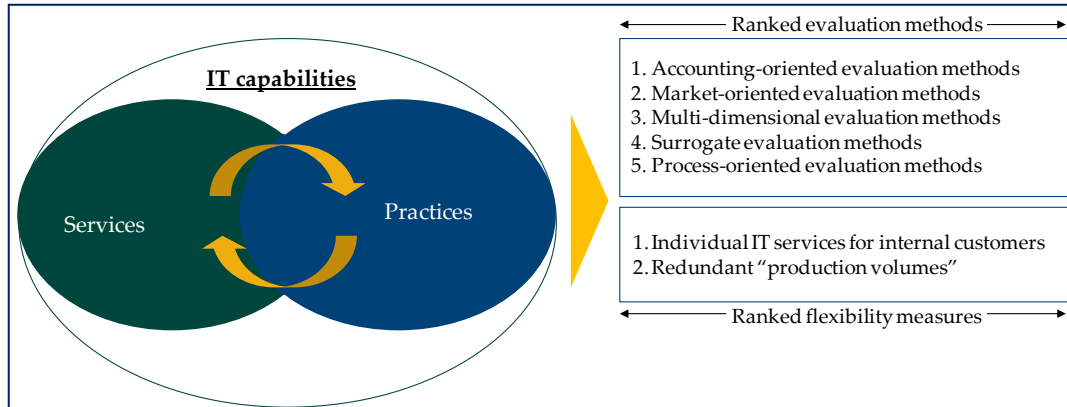 IT capabilities
Services
Practices
Ranked evaluation methods
1. Accounting-oriented evaluation methods
2. Market-oriented evaluation methods
3. Multi-dimensional evaluation methods
4. Surrogate evaluation methods
5. Process-oriented evaluation methods
1. Individual IT services for internal customers
2. Redundant “production volumes”
Ranked flexibility measures